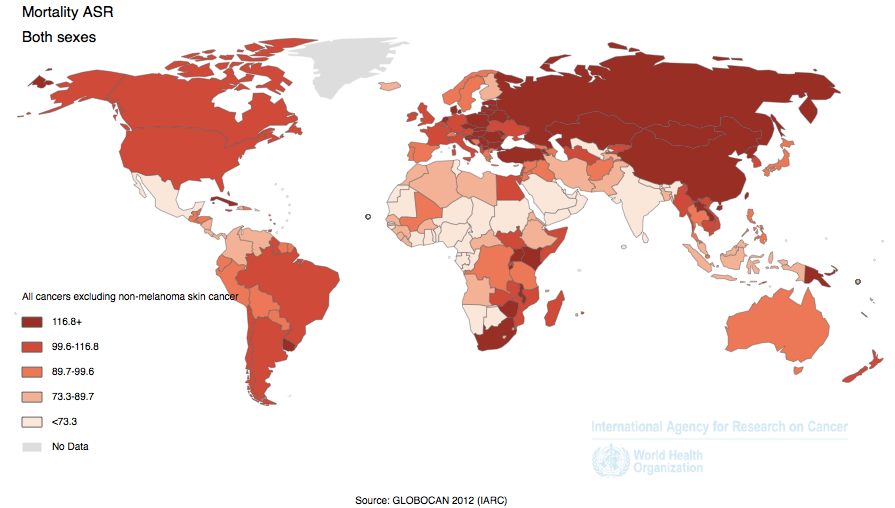 Mortality ASR
Both sexes
All cancers excluding non-melanoma skin cancer
116.8+
99.6-116.8
89.7-99.6
73.3-89.7
<73.3
No Data
International Agency for Research on Cancer
World Health
Organization
Source: GLOBOCAN 2012 (IARC)